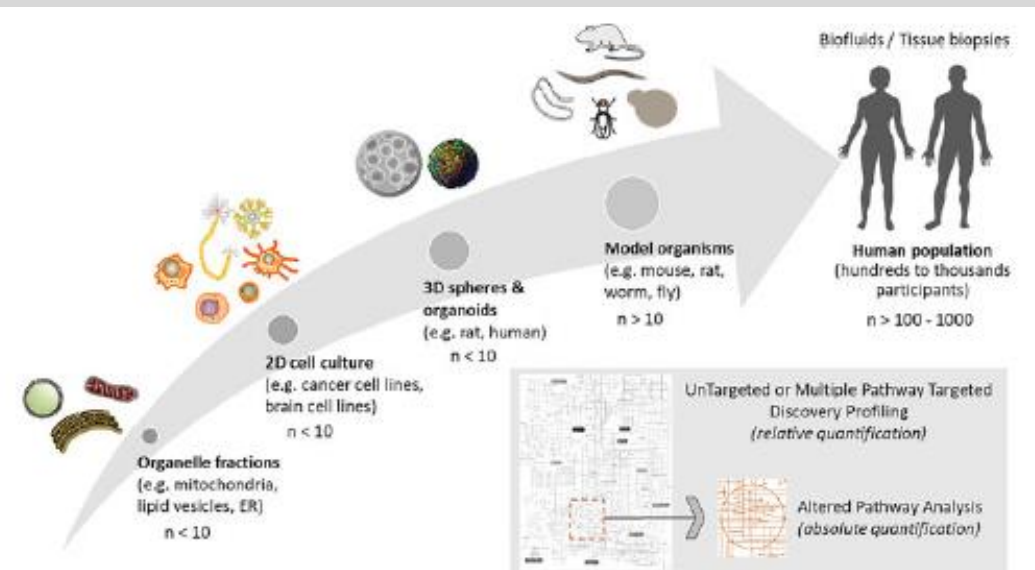 Biofluids / Tissue biopsies
Human population
(hundreds to thousands
participants)
n > 100 - 1000
Model organisms
(e.g. mouse, rat,
worm, fly)
n > 10
3D spheres &
organoids
(e.g. rat, human)
n < 10
2D cell culture
(e.g. cancer cell lines,
brain cell lines)
n < 10
Organelle fractions
(e.g. mitochondria,
lipid vesicles, ER)
n < 10
UnTargeted or Multiple Pathway Targeted
Discovery Profiling
(relative quantification)
Altered Pathway Analysis
(absolute quantification)